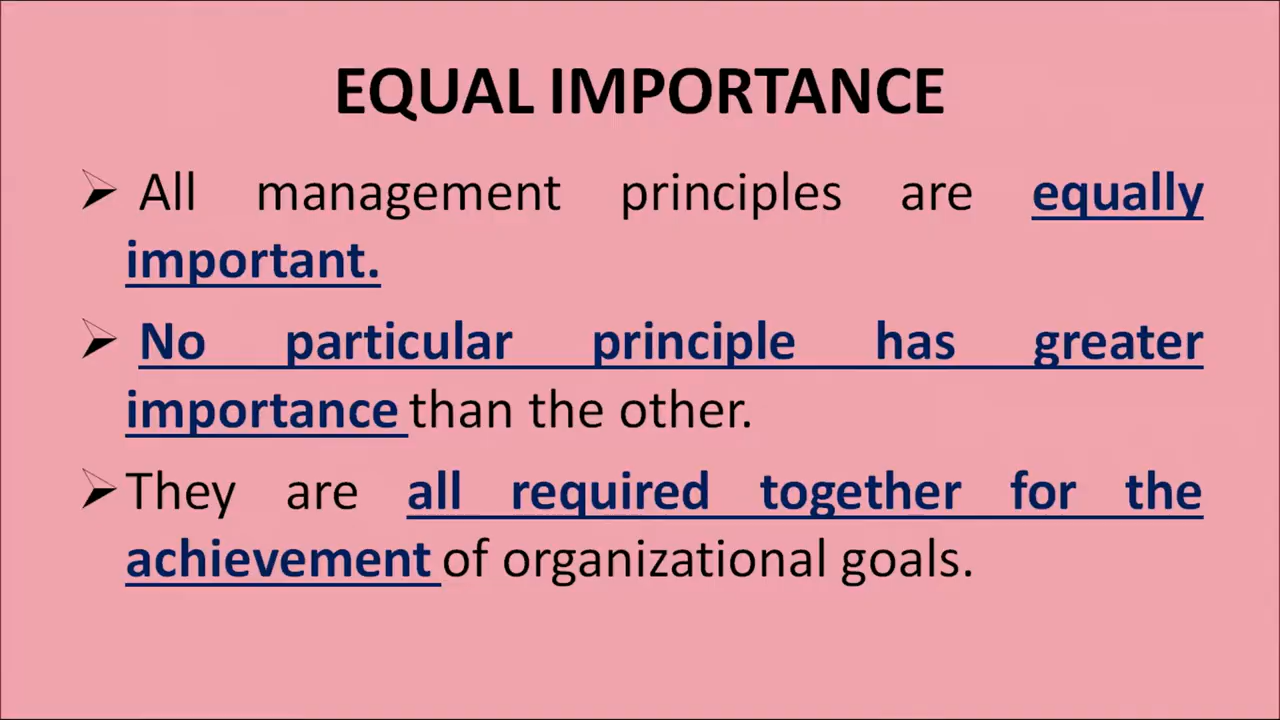 EQUAL IMPORTANCE
➢ All management principles are equally
important.
➢ No particular principle has greater
importance than the other.
➢They are all required together for the
achievement of organizational goals.